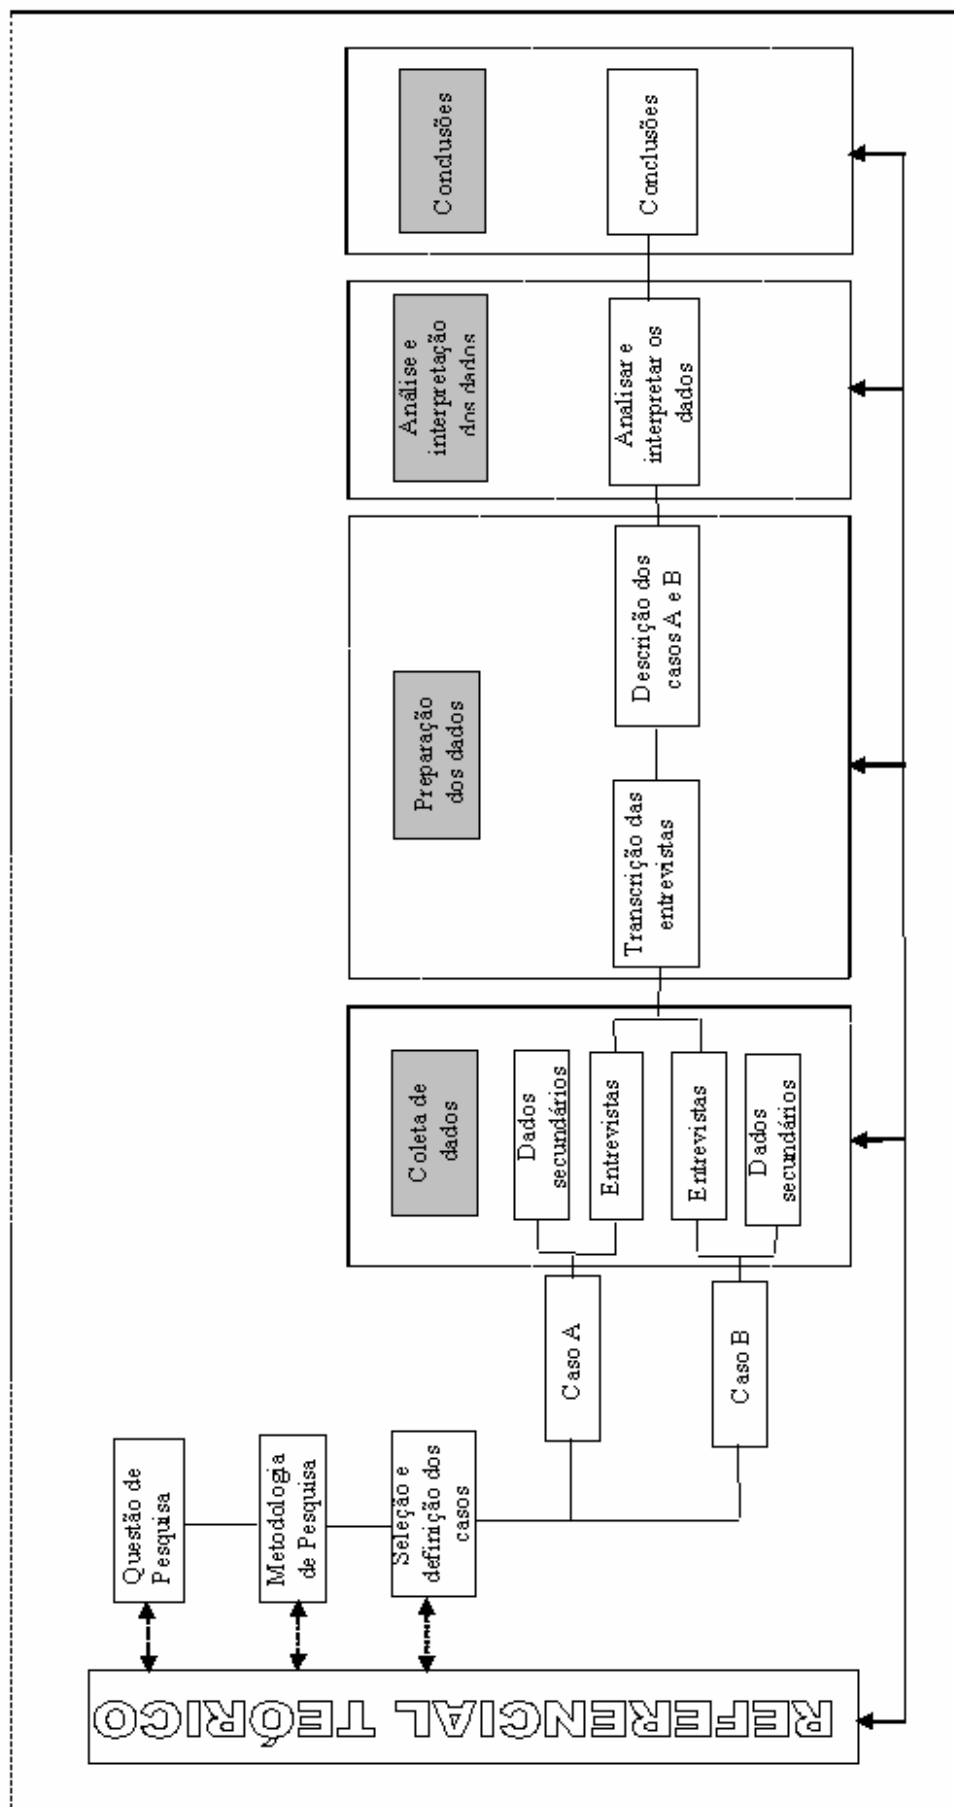 REFERENCIAL TEÓRICO
Questão de
Pesquisa
Metodologia
de Pesquisa
Seleção e
definição dos
casos
Caso A
Caso B
Coleta de
dados
Dados
secundários
Entrevistas
Entrevistas
Dados
secundários
Preparação
dos dados
Transcrição das
entrevistas
Descrição dos
casos A e B
Análise e
interpretação
dos dados
Analisar e
interpretar os
dados
Conclusões
Conclusões